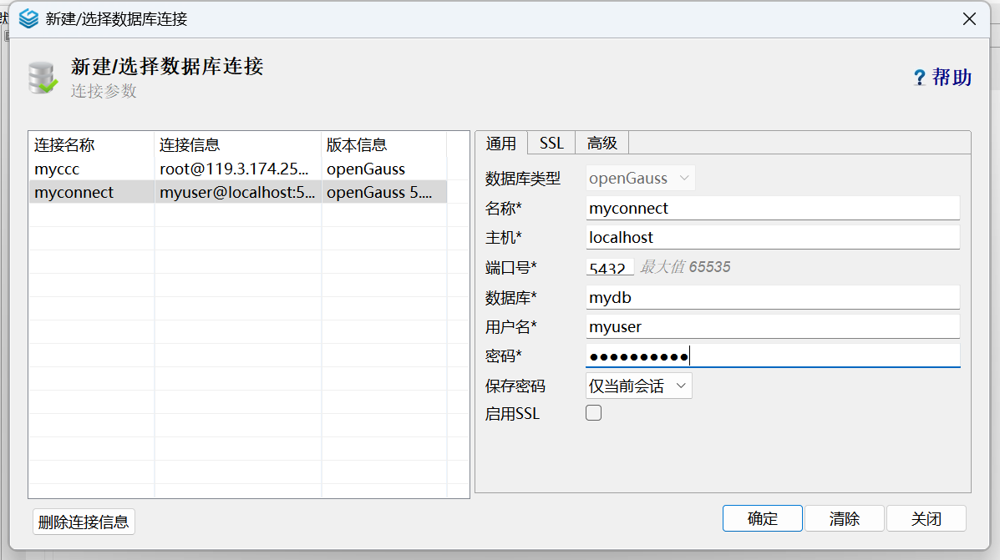 新建/选择数据库连接
新建/选择数据库连接
连接参数
? 帮助
连接名称 连接信息 版本信息
myccc root@119.3.174.25... openGauss
myconnect myuser@localhost:5... openGauss 5....
通用 SSL 高级
数据库类型 openGauss
名称* myconnect
主机* localhost
端口号* 5432 最大值 65535
数据库* mydb
用户名* myuser
密码* ●●●●●●●●●●
保存密码 仅当前会话
启用SSL
删除连接信息
确定 清除 关闭